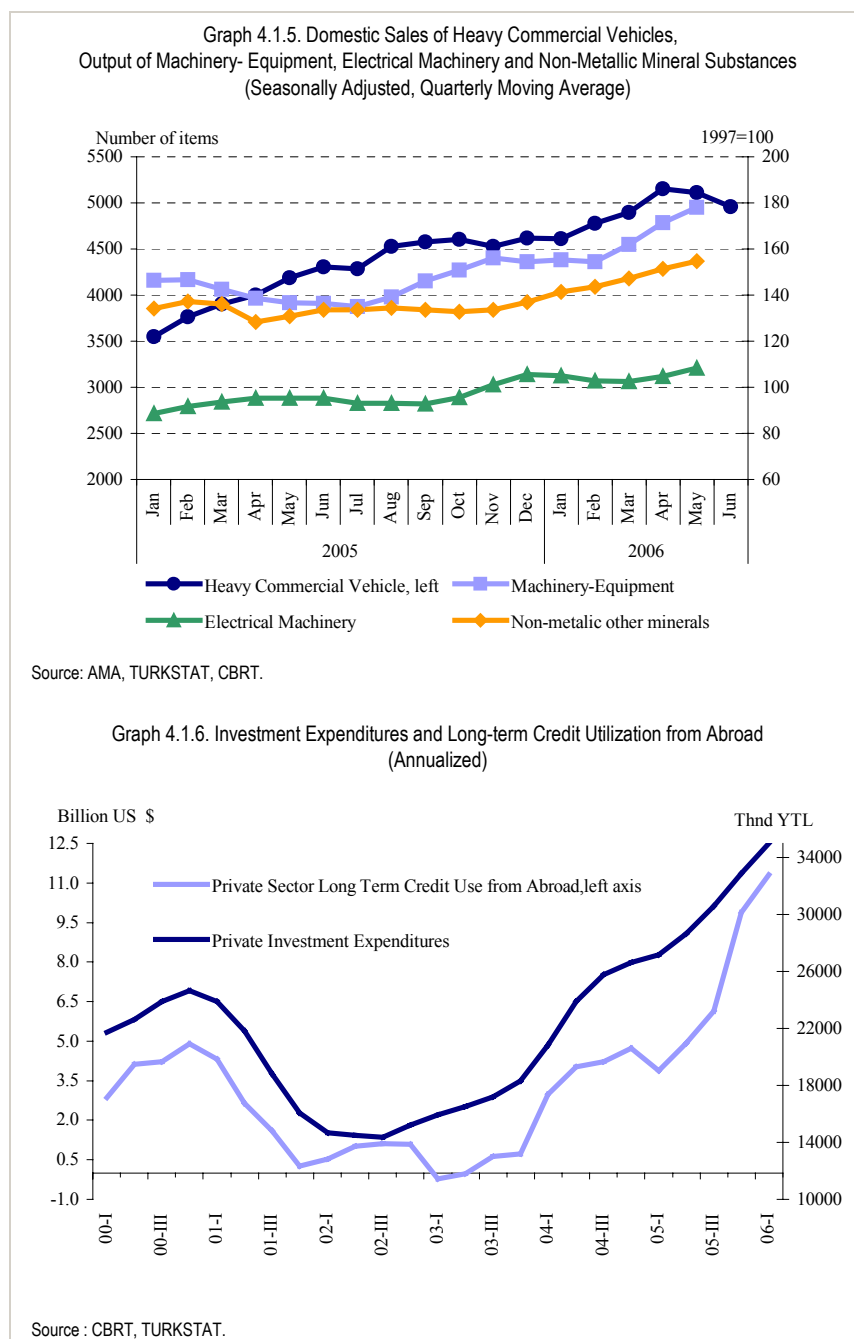 Graph 4.1.5. Domestic Sales of Heavy Commercial Vehicles,
Output of Machinery- Equipment, Electrical Machinery and Non-Metallic Mineral Substances
(Seasonally Adjusted, Quarterly Moving Average)
Number of items
1997=100
5500
5000
4500
4000
3500
3000
2500
2000
200
180
160
140
120
100
80
60
Jan
Feb
Mar
Apr
May
Jun
Jul
Aug
Sep
Oct
Nov
Dec
Jan
Feb
Mar
Apr
May
Jun
2005
2006
Heavy Commercial Vehicle, left
Machinery-Equipment
Electrical Machinery
Non-metalic other minerals
Source: AMA, TURKSTAT, CBRT.
Graph 4.1.6. Investment Expenditures and Long-term Credit Utilization from Abroad
(Annualized)
Billion US $
Thnd YTL
12.5
11.0
9.5
8.0
6.5
5.0
3.5
2.0
0.5
-1.0
34000
30000
26000
22000
18000
14000
10000
Private Sector Long Term Credit Use from Abroad,left axis
Private Investment Expenditures
00-I
00-III
01-I
01-III
02-I
02-III
03-I
03-III
04-I
04-III
05-I
05-III
06-I
Source : CBRT, TURKSTAT.